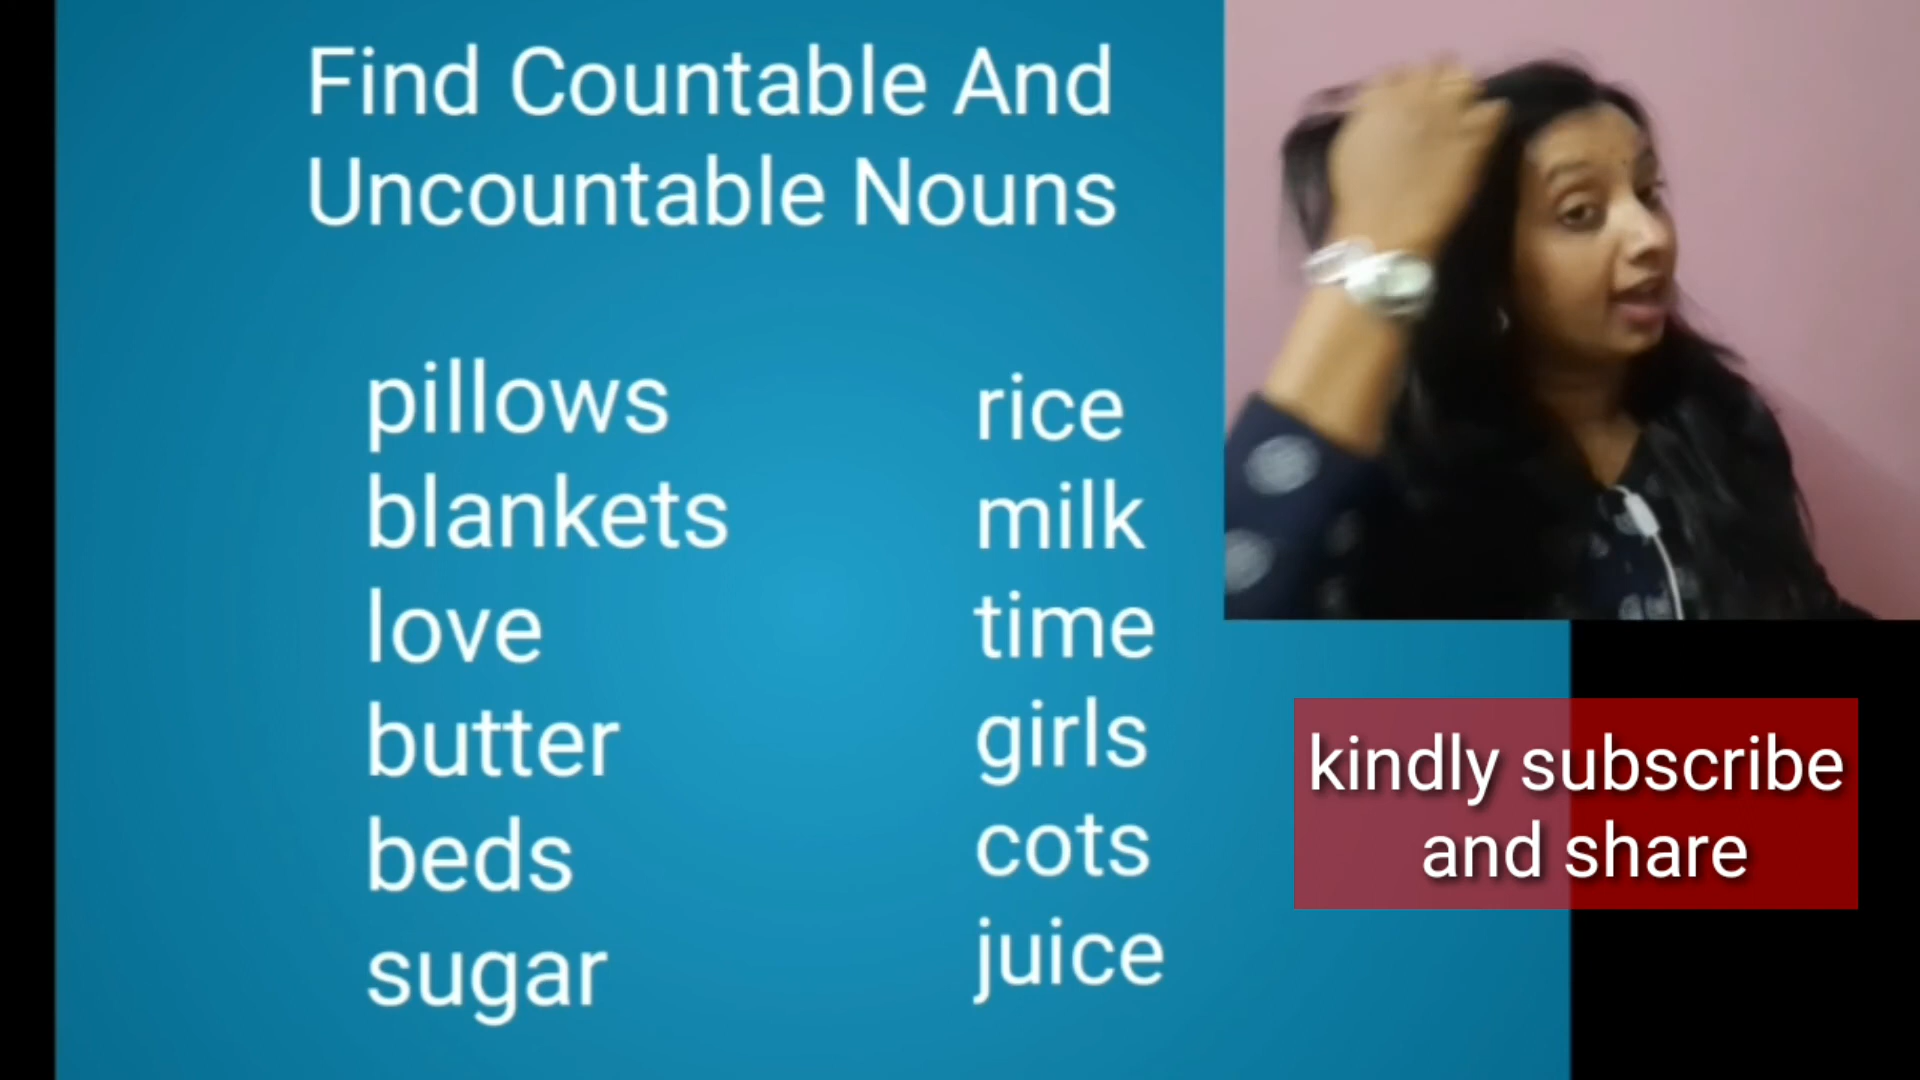 Find Countable And
Uncountable Nouns
pillows
blankets
love
butter
beds
sugar
rice
milk
time
girls
cots
juice
kindly subscribe
and share